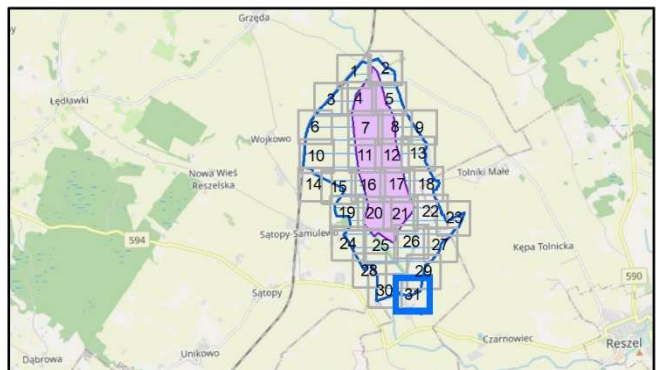 Grzęda
1 2
Łędławki
3 4 5
6 7 8 9
Wojkowo
10 11 12 13
Tolniki Małe
Nowa Wieś
Reszelska
14 15 16 17 18
19 20 21 22 23
594
Sątopy-Samulewo
24 25 26 27
Kępa Tolnicka
28 29
590
Sątopy
30 31
Czarnowiec
Reszel
Unikowo
Dąbrowa